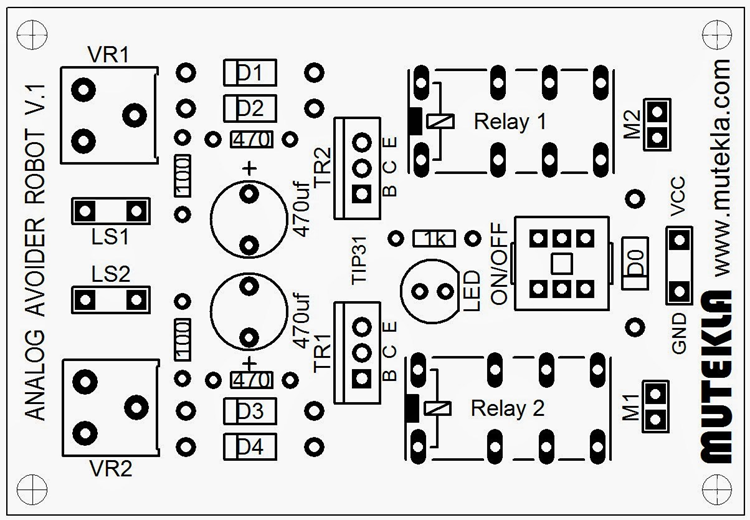 ANALOG AVOIDER ROBOT V.1
VR1
D1
D2
470
100
LS1
470uf
TR2
E
C
B
TIP31
Relay 1
M2
VCC
www.mutekla.com
1k
LED
ON/OFF
D0
GND
MUTEKLA
LS2
100
470uf
470
VR2
D3
D4
TR1
E
C
B
Relay 2
M1